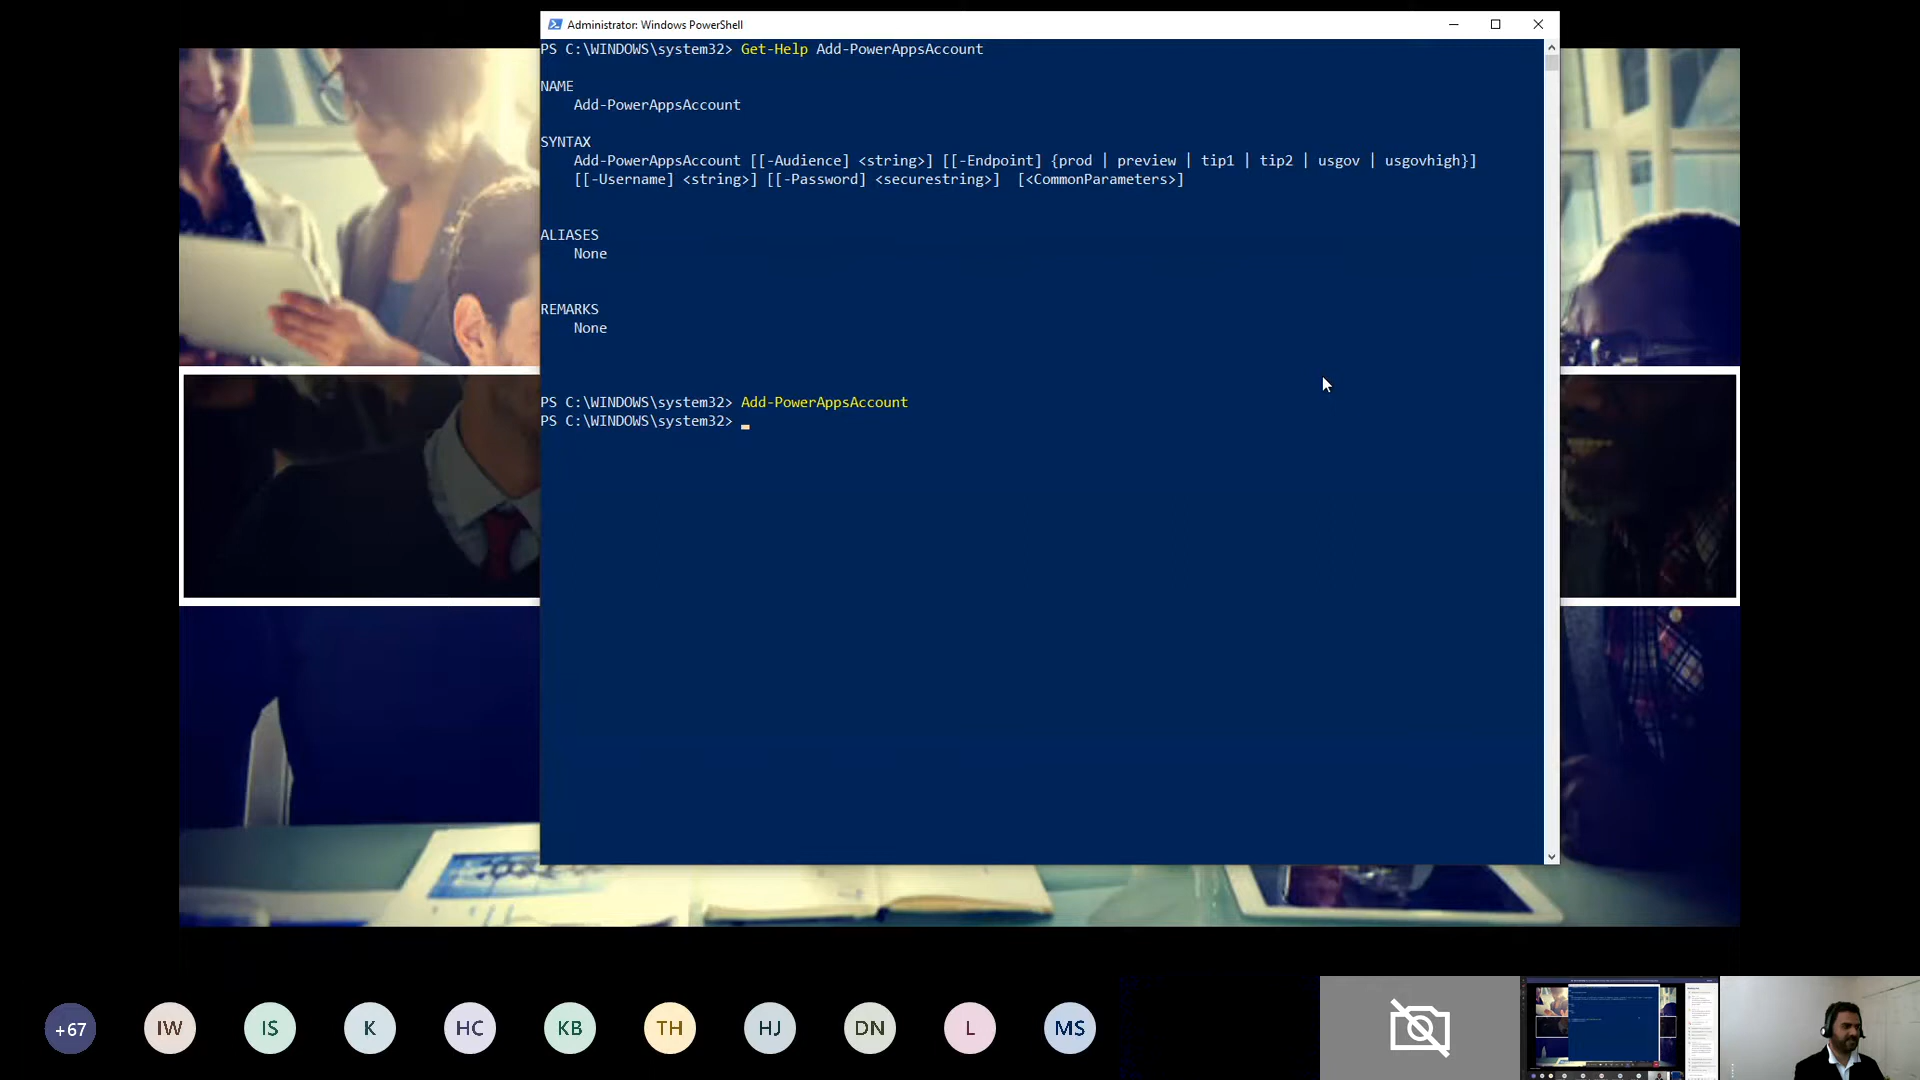 Administrator: Windows PowerShell
PS C:\WINDOWS\system32> Get-Help Add-PowerAppsAccount
NAME
Add-PowerAppsAccount
SYNTAX
Add-PowerAppsAccount [[-Audience] <string>] [[-Endpoint] {prod | preview | tip1 | tip2 | usgov | usgovhigh}]
[[-Username] <string>] [[-Password] <securestring>]  [<CommonParameters>]
ALIASES
None
REMARKS
None
PS C:\WINDOWS\system32> Add-PowerAppsAccount
PS C:\WINDOWS\system32>
+67
IW
IS
K
HC
KB
TH
HJ
DN
L
MS